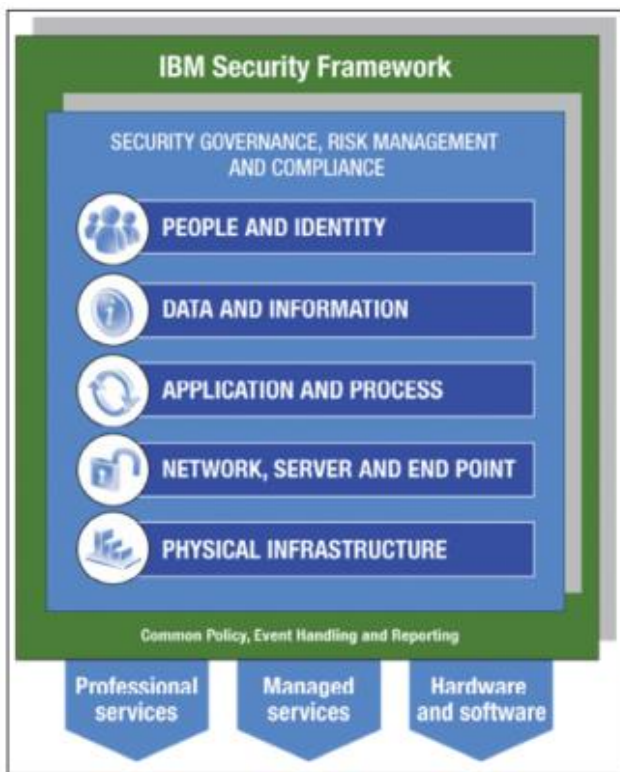 IBM Security Framework
SECURITY GOVERNANCE, RISK MANAGEMENT
AND COMPLIANCE
PEOPLE AND IDENTITY
DATA AND INFORMATION
APPLICATION AND PROCESS
NETWORK, SERVER AND END POINT
PHYSICAL INFRASTRUCTURE
Common Policy, Event Handling and Reporting
Professional
services
Managed
services
Hardware
and software